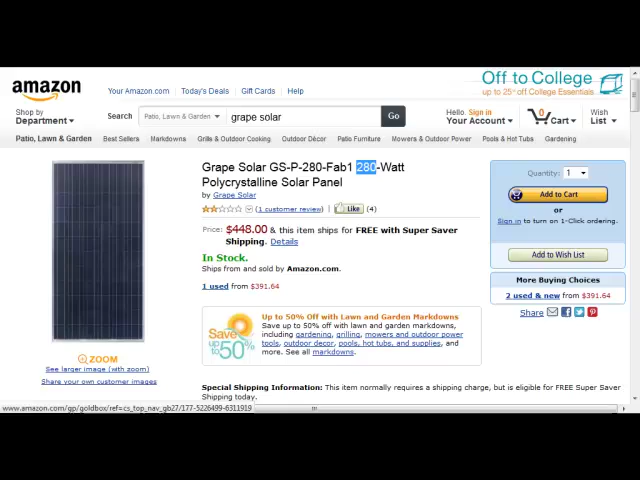 Off to College
up to 25% off College Essentials
amazon
Your Amazon.com
Today's Deals
Gift Cards
Help
Shop by
Department
Search
Patio, Lawn & Garden
grape solar
Go
Hello. Sign in
Your Account
0
Cart
Wish
List
Patio, Lawn & Garden
Best Sellers
Markdowns
Grills & Outdoor Cooking
Outdoor Décor
Patio Furniture
Mowers & Outdoor Power
Pools & Hot Tubs
Gardening
Grape Solar GS-P-280-Fab1 280-Watt
Polycrystalline Solar Panel
by Grape Solar
(1 customer review)
Like
(4)
Price: $448.00 & this item ships for FREE with Super Saver
Shipping. Details
In Stock.
Ships from and sold by Amazon.com.
1 used from $391.64
Save
up to
50%
Up to 50% Off with Lawn and Garden Markdowns
Save up to 50% off with lawn and garden markdowns,
including gardening, grilling, mowers and outdoor power
tools, outdoor decor, pools, hot tubs, and supplies, and
more. See all markdowns.
ZOOM
See larger image (with zoom)
Share your own customer images
Quantity: 1
Add to Cart
or
Sign in to turn on 1-Click ordering.
Add to Wish List
More Buying Choices
2 used & new from $391.64
Share
Special Shipping Information: This item normally requires a shipping charge, but is eligible for FREE Super Saver
Shipping today.
www.amazon.com/gp/goldbox/ref=cs_top_nav_gb27/177-5226499-6311919